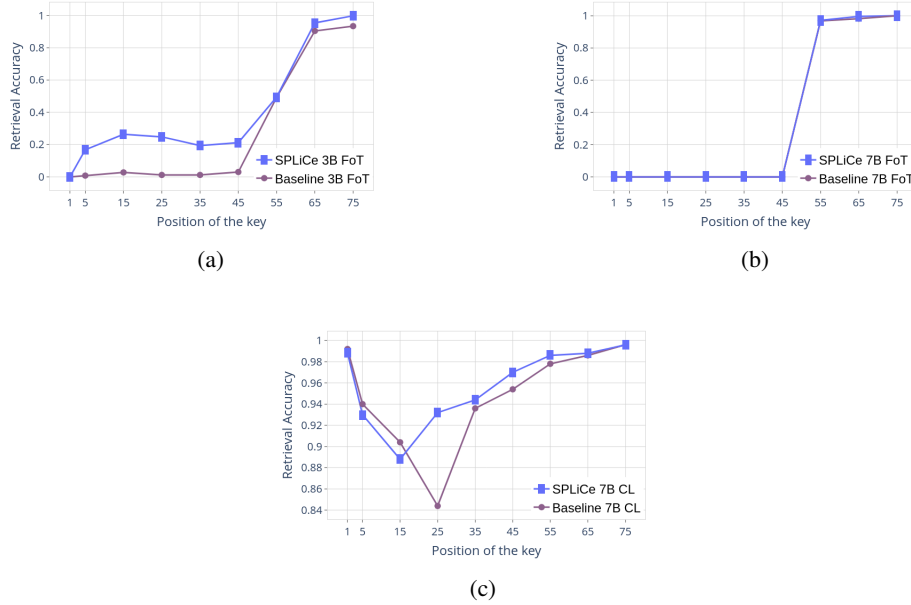 1
0.8
0.6
0.4
0.2
0
Retrieval Accuracy
SPLiCe 3B FoT
Baseline 3B FoT
1 5 15 25 35 45 55 65 75
Position of the key
(a)
1
0.8
0.6
0.4
0.2
0
Retrieval Accuracy
SPLiCe 7B FoT
Baseline 7B FoT
1 5 15 25 35 45 55 65 75
Position of the key
(b)
1
0.98
0.96
0.94
0.92
0.9
0.88
0.86
0.84
Retrieval Accuracy
SPLiCe 7B CL
Baseline 7B CL
1 5 15 25 35 45 55 65 75
Position of the key
(c)